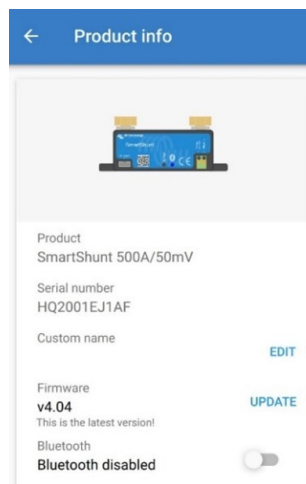 Product info
SmartShunt
Product
SmartShunt 500A/50mV
Serial number
HQ2001EJ1AF
Custom name
EDIT
Firmware
v4.04
UPDATE
This is the latest version!
Bluetooth
Bluetooth disabled